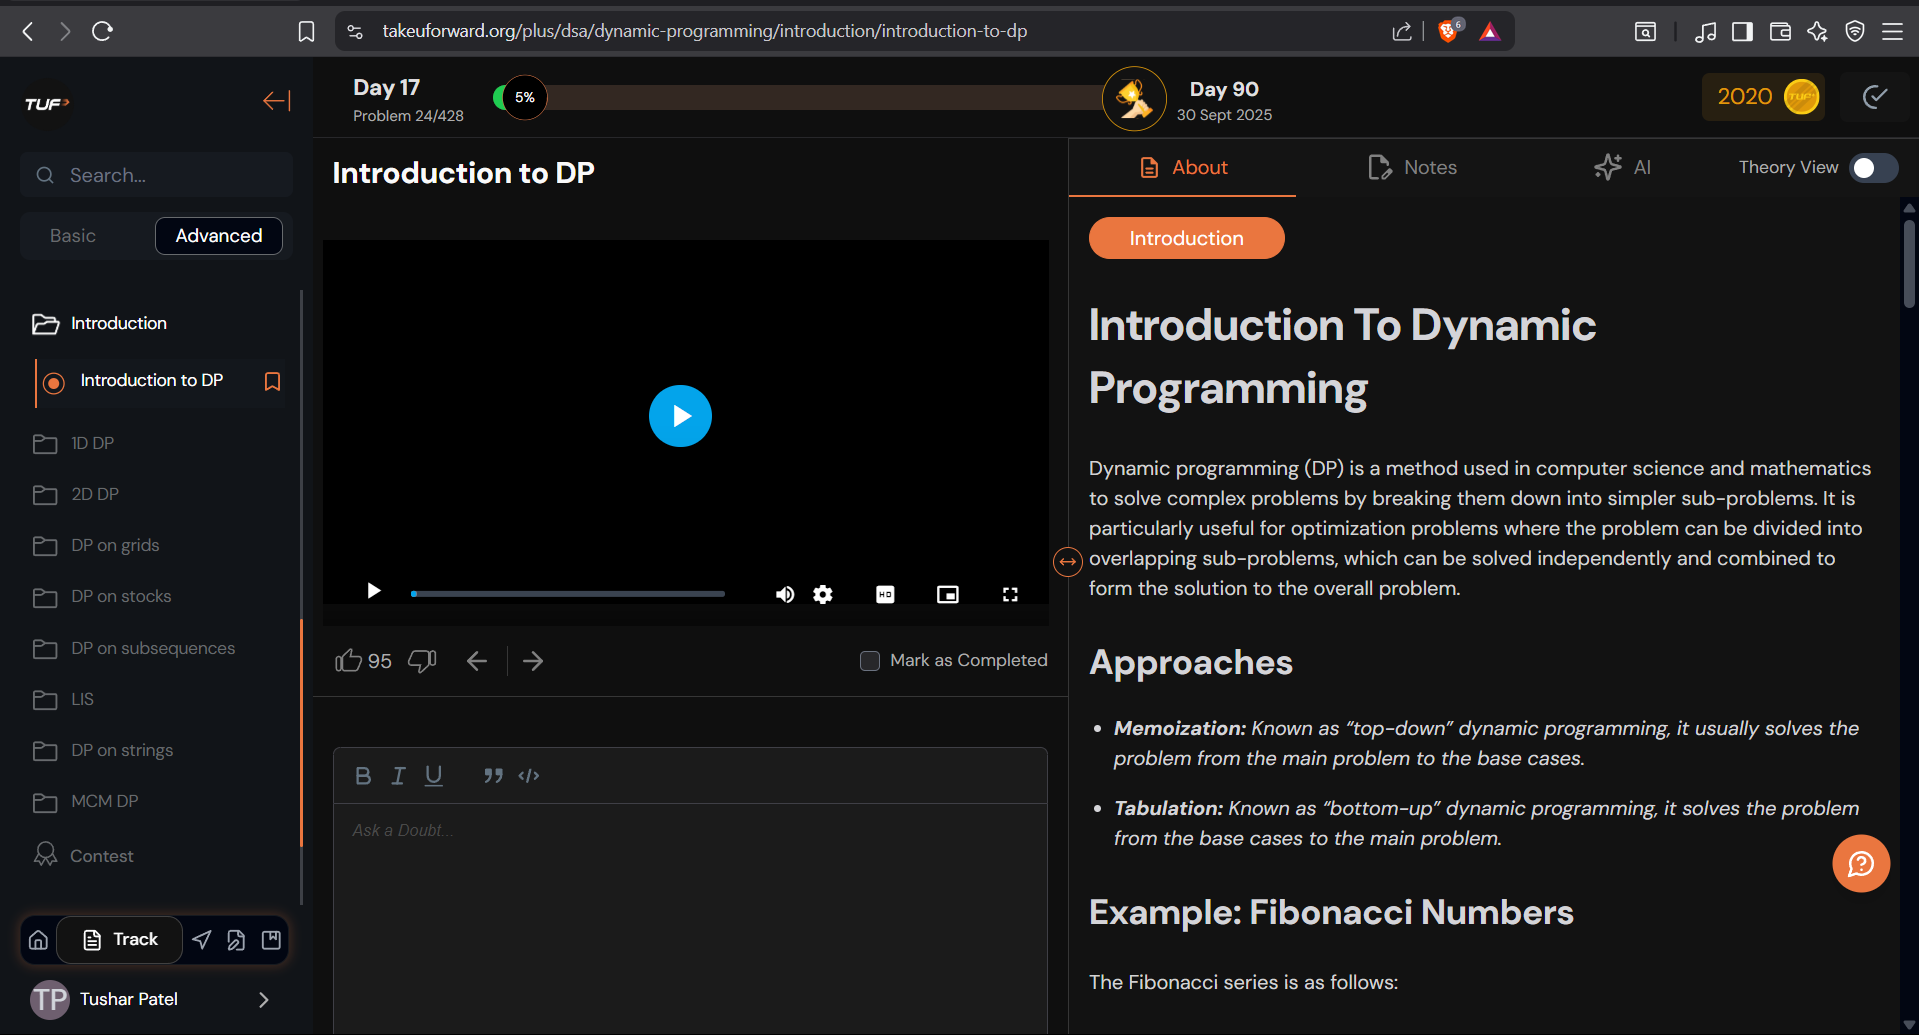 takeuforward.org/plus/dsa/dynamic-programming/introduction/introduction-to-dp
6
TUF
Day 17
Problem 24/428
5%
Day 90
30 Sept 2025
2020
TUF
Search...
Basic
Advanced
Introduction
Introduction to DP
1D DP
2D DP
DP on grids
DP on stocks
DP on subsequences
LIS
DP on strings
MCM DP
Contest
Track
TP
Tushar Patel
Introduction to DP
HD
95
Mark as Completed
B I U
Ask a Doubt...
About
Notes
AI
Theory View
Introduction
Introduction To Dynamic
Programming
Dynamic programming (DP) is a method used in computer science and mathematics
to solve complex problems by breaking them down into simpler sub-problems. It is
particularly useful for optimization problems where the problem can be divided into
overlapping sub-problems, which can be solved independently and combined to
form the solution to the overall problem.
Approaches
• Memoization: Known as “top-down” dynamic programming, it usually solves the
problem from the main problem to the base cases.
• Tabulation: Known as “bottom-up” dynamic programming, it solves the problem
from the base cases to the main problem.
Example: Fibonacci Numbers
The Fibonacci series is as follows: